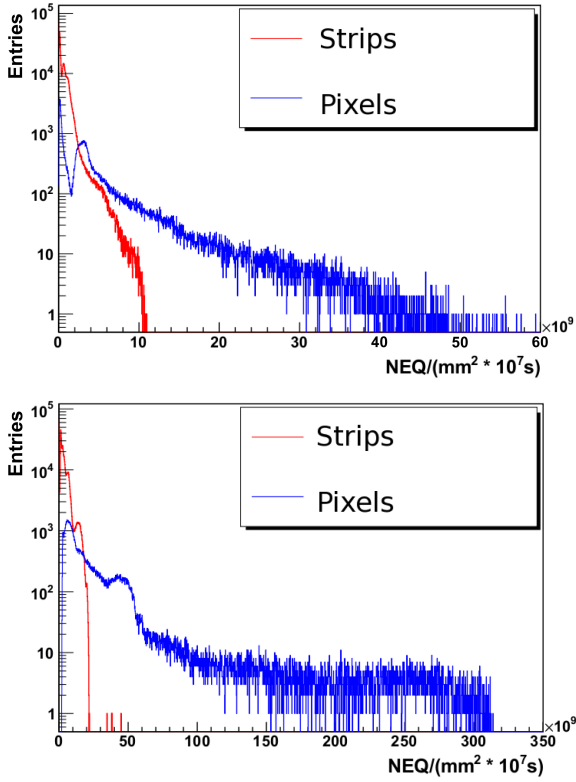 Entries
10⁵
10⁴
10³
10²
10
1
Strips
Pixels
0 10 20 30 40 50 60
×10⁹
NEQ/(mm² * 10⁷s)
Entries
10⁵
10⁴
10³
10²
10
1
Strips
Pixels
0 50 100 150 200 250 300 350
×10⁹
NEQ/(mm² * 10⁷s)